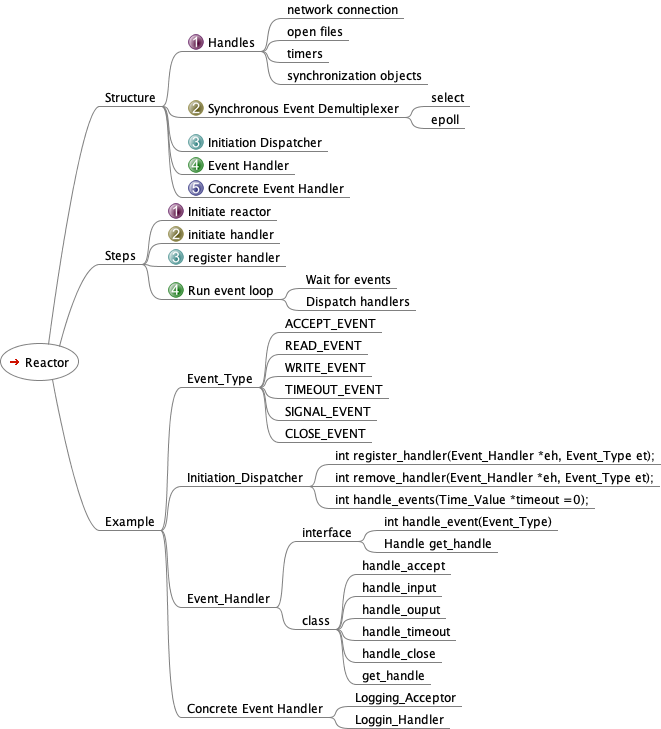 Reactor
Structure
1 Handles
network connection
open files
timers
synchronization objects
2 Synchronous Event Demultiplexer
select
epoll
3 Initiation Dispatcher
4 Event Handler
5 Concrete Event Handler
Steps
1 Initiate reactor
2 initiate handler
3 register handler
4 Run event loop
Wait for events
Dispatch handlers
Example
Event_Type
ACCEPT_EVENT
READ_EVENT
WRITE_EVENT
TIMEOUT_EVENT
SIGNAL_EVENT
CLOSE_EVENT
Initiation_Dispatcher
int register_handler(Event_Handler *eh, Event_Type et);
int remove_handler(Event_Handler *eh, Event_Type et);
int handle_events(Time_Value *timeout =0);
Event_Handler
interface
int handle_event(Event_Type)
Handle get_handle
class
handle_accept
handle_input
handle_ouput
handle_timeout
handle_close
get_handle
Concrete Event Handler
Logging_Acceptor
Loggin_Handler